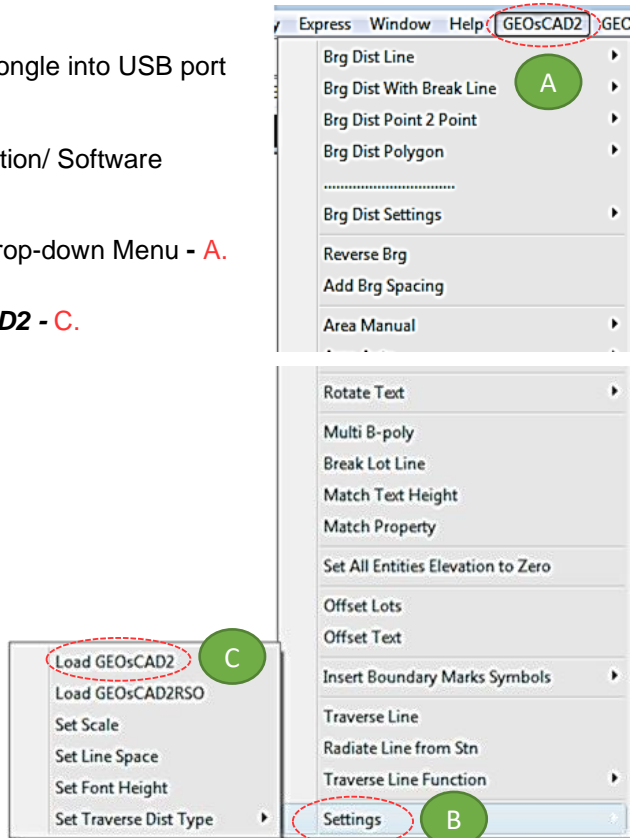 ongle into USB port
tion/ Software
rop-down Menu - A.
D2 - C.
Express Window Help GEOsCAD2 GEO
A
Brg Dist Line
Brg Dist With Break Line
Brg Dist Point 2 Point
Brg Dist Polygon
................................
Brg Dist Settings
Reverse Brg
Add Brg Spacing
Area Manual
Rotate Text
Multi B-poly
Break Lot Line
Match Text Height
Match Property
Set All Entities Elevation to Zero
Offset Lots
Offset Text
Insert Boundary Marks Symbols
Traverse Line
Radiate Line from Stn
Traverse Line Function
Settings
B
Load GEOsCAD2
C
Load GEOsCAD2RSO
Set Scale
Set Line Space
Set Font Height
Set Traverse Dist Type